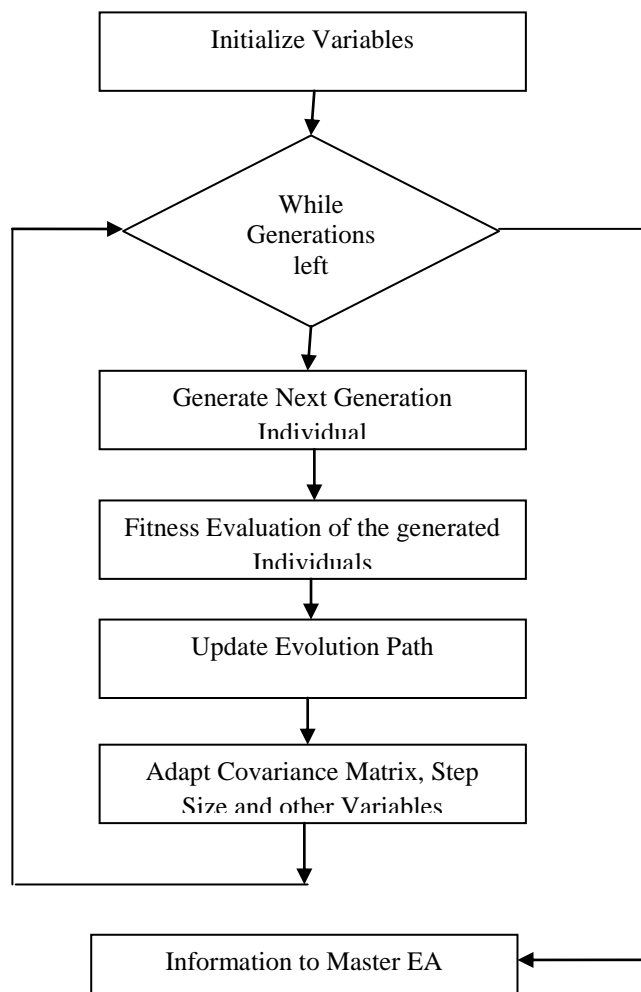 Initialize Variables
While
Generations
left
Generate Next Generation
Individual
Fitness Evaluation of the generated
Individuals
Update Evolution Path
Adapt Covariance Matrix, Step
Size and other Variables
Information to Master EA